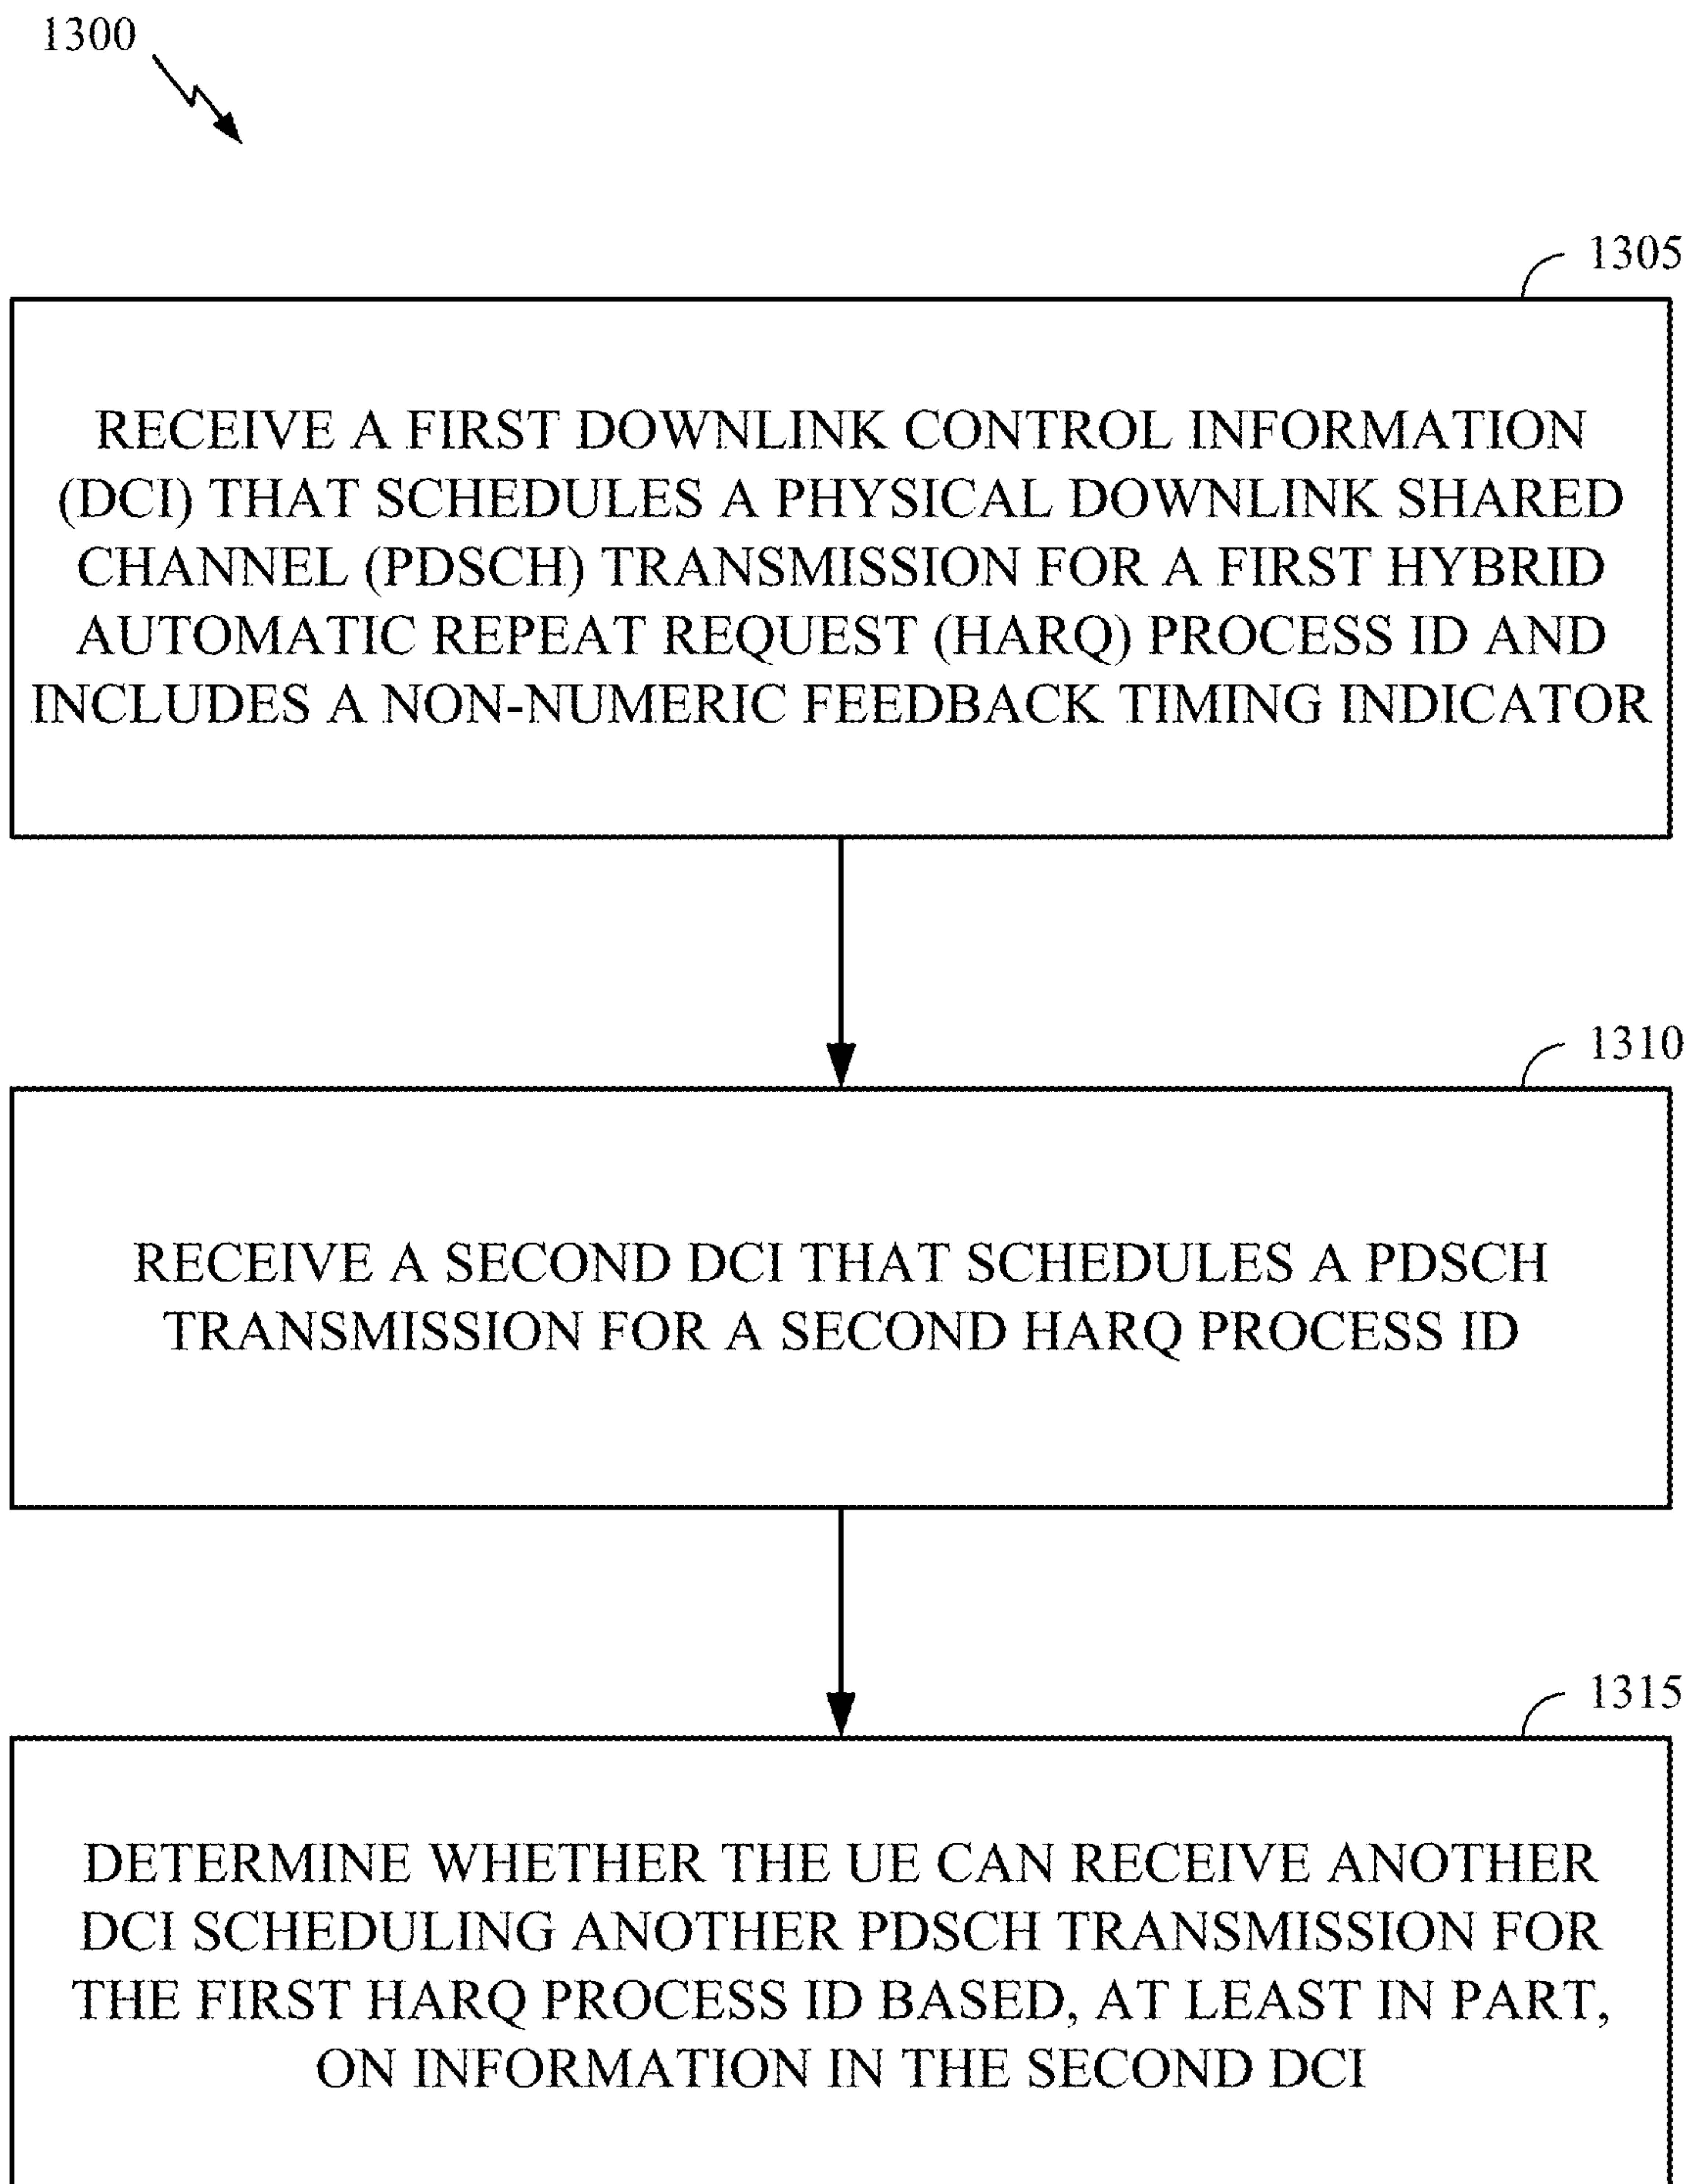 1300
1305
RECEIVE A FIRST DOWNLINK CONTROL INFORMATION
(DCI) THAT SCHEDULES A PHYSICAL DOWNLINK SHARED
CHANNEL (PDSCH) TRANSMISSION FOR A FIRST HYBRID
AUTOMATIC REPEAT REQUEST (HARQ) PROCESS ID AND
INCLUDES A NON-NUMERIC FEEDBACK TIMING INDICATOR
1310
RECEIVE A SECOND DCI THAT SCHEDULES A PDSCH
TRANSMISSION FOR A SECOND HARQ PROCESS ID
1315
DETERMINE WHETHER THE UE CAN RECEIVE ANOTHER
DCI SCHEDULING ANOTHER PDSCH TRANSMISSION FOR
THE FIRST HARQ PROCESS ID BASED, AT LEAST IN PART,
ON INFORMATION IN THE SECOND DCI